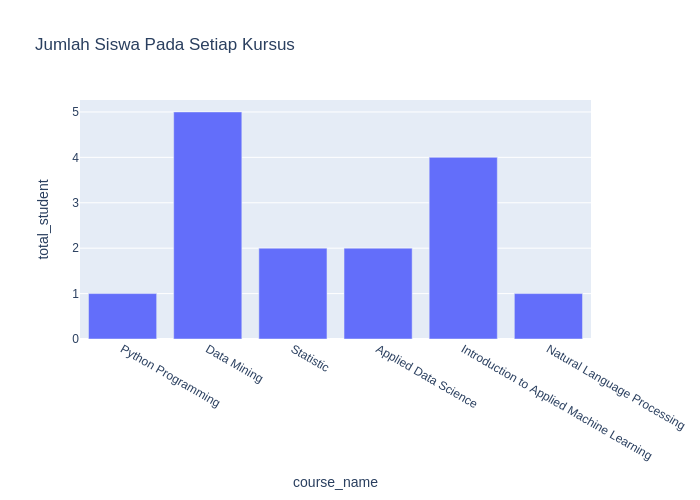 Jumlah Siswa Pada Setiap Kursus
total_student
5
4
3
2
1
0
Python Programming
Data Mining
Statistic
Applied Data Science
Introduction to Applied Machine Learning
Natural Language Processing
course_name